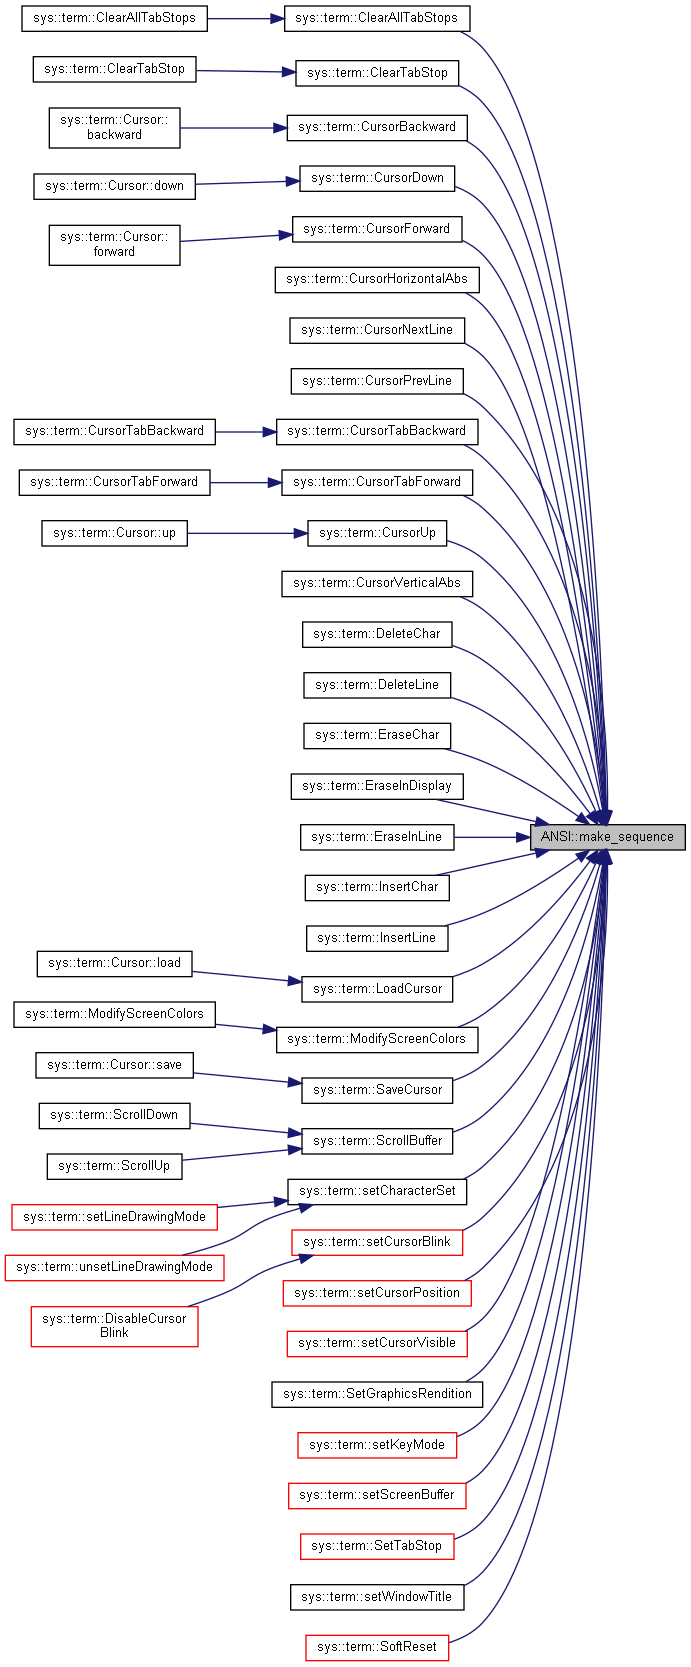 sys::term::ClearAllTabStops
sys::term::ClearAllTabStops
sys::term::ClearTabStop
sys::term::ClearTabStop
sys::term::Cursor::
backward
sys::term::CursorBackward
sys::term::Cursor::down
sys::term::CursorDown
sys::term::Cursor::
forward
sys::term::CursorForward
sys::term::CursorHorizontalAbs
sys::term::CursorNextLine
sys::term::CursorPrevLine
sys::term::CursorTabBackward
sys::term::CursorTabBackward
sys::term::CursorTabForward
sys::term::CursorTabForward
sys::term::Cursor::up
sys::term::CursorUp
sys::term::CursorVerticalAbs
sys::term::DeleteChar
sys::term::DeleteLine
sys::term::EraseChar
sys::term::EraseInDisplay
sys::term::EraseInLine
ANSI::make_sequence
sys::term::InsertChar
sys::term::InsertLine
sys::term::Cursor::load
sys::term::LoadCursor
sys::term::ModifyScreenColors
sys::term::ModifyScreenColors
sys::term::Cursor::save
sys::term::SaveCursor
sys::term::ScrollDown
sys::term::ScrollBuffer
sys::term::ScrollUp
sys::term::setCharacterSet
sys::term::setLineDrawingMode
sys::term::setCursorBlink
sys::term::unsetLineDrawingMode
sys::term::setCursorPosition
sys::term::DisableCursor
Blink
sys::term::setCursorVisible
sys::term::SetGraphicsRendition
sys::term::setKeyMode
sys::term::setScreenBuffer
sys::term::SetTabStop
sys::term::setWindowTitle
sys::term::SoftReset